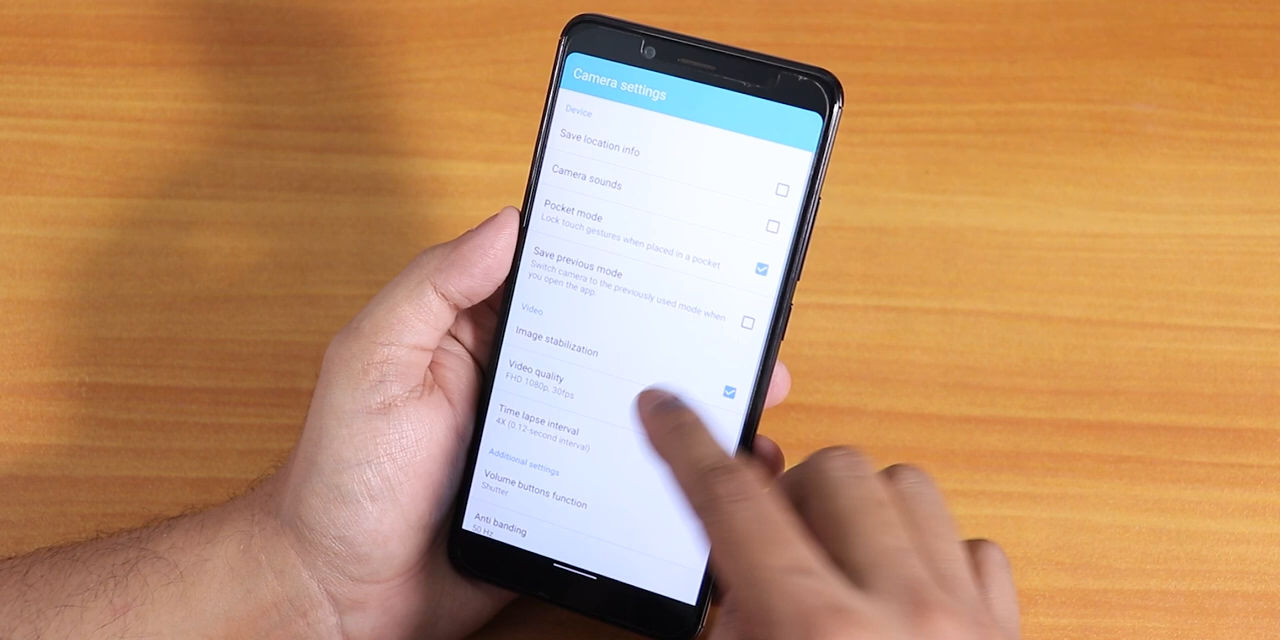 Camera settings
Device
Save location info
Camera sounds
Pocket mode
Lock touch gestures when placed in a pocket
Save previous mode
Switch camera to the previously used mode when
you open the app.
Video
Image stabilization
Video quality
FHD 1080p, 30fps
Time lapse interval
4X (0.12-second interval)
Additional settings
Volume buttons function
Shutter
Anti banding
50 Hz